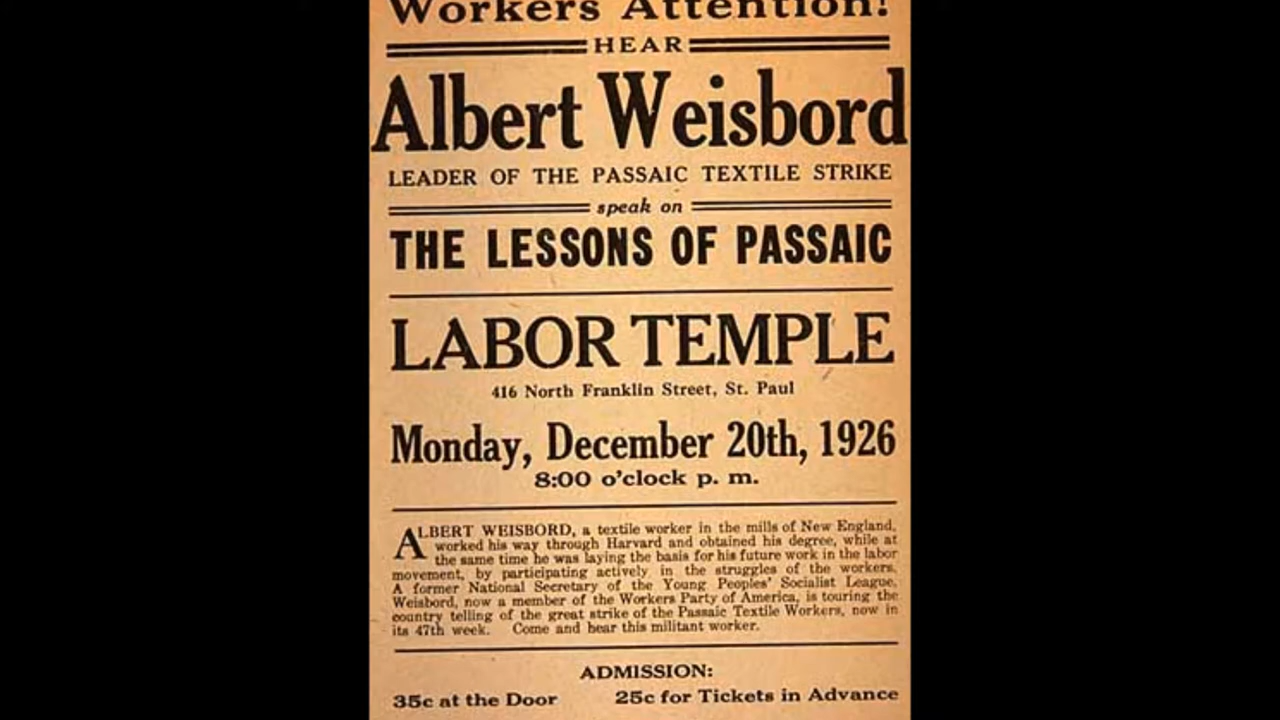 Workers Attention!
HEAR
Albert Weisbord
LEADER OF THE PASSAIC TEXTILE STRIKE
speak on
THE LESSONS OF PASSAIC
LABOR TEMPLE
416 North Franklin Street, St. Paul
Monday, December 20th, 1926
8:00 o'clock p. m.
ALBERT WEISBORD, a textile worker in the mills of New England,
worked his way through Harvard and obtained his degree, while at
the same time he was laying the basis for his future work in the labor
movement, by participating actively in the struggles of the workers.
A former National Secretary of the Young Peoples' Socialist League,
Weisbord, now a member of the Workers Party of America, is touring the
country telling of the great strike of the Passaic Textile Workers, now in
its 47th week. Come and hear this militant worker.
ADMISSION:
35c at the Door 25c for Tickets in Advance